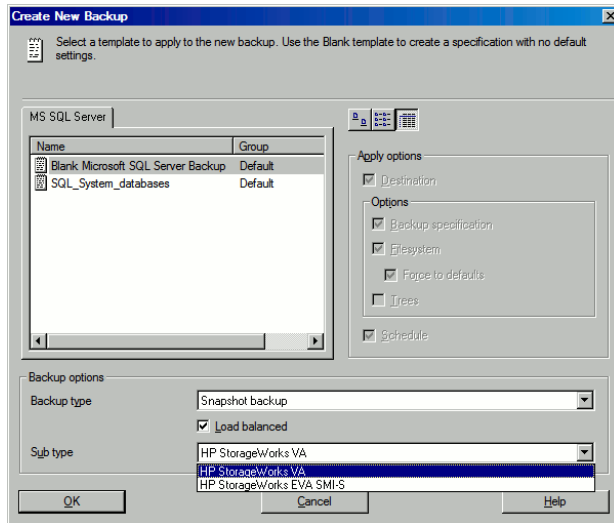 Create New Backup
Select a template to apply to the new backup. Use the Blank template to create a specification with no default
settings.
MS SQL Server
Name Group
Blank Microsoft SQL Server Backup Default
SQL_System_databases Default
Apply options
Destination
Options
Backup specification
Filesystem
Force to defaults
Trees
Schedule
Backup options
Backup type Snapshot backup
Load balanced
Sub type HP StorageWorks VA
HP StorageWorks VA
HP StorageWorks EVA SMI-S
OK Cancel Help